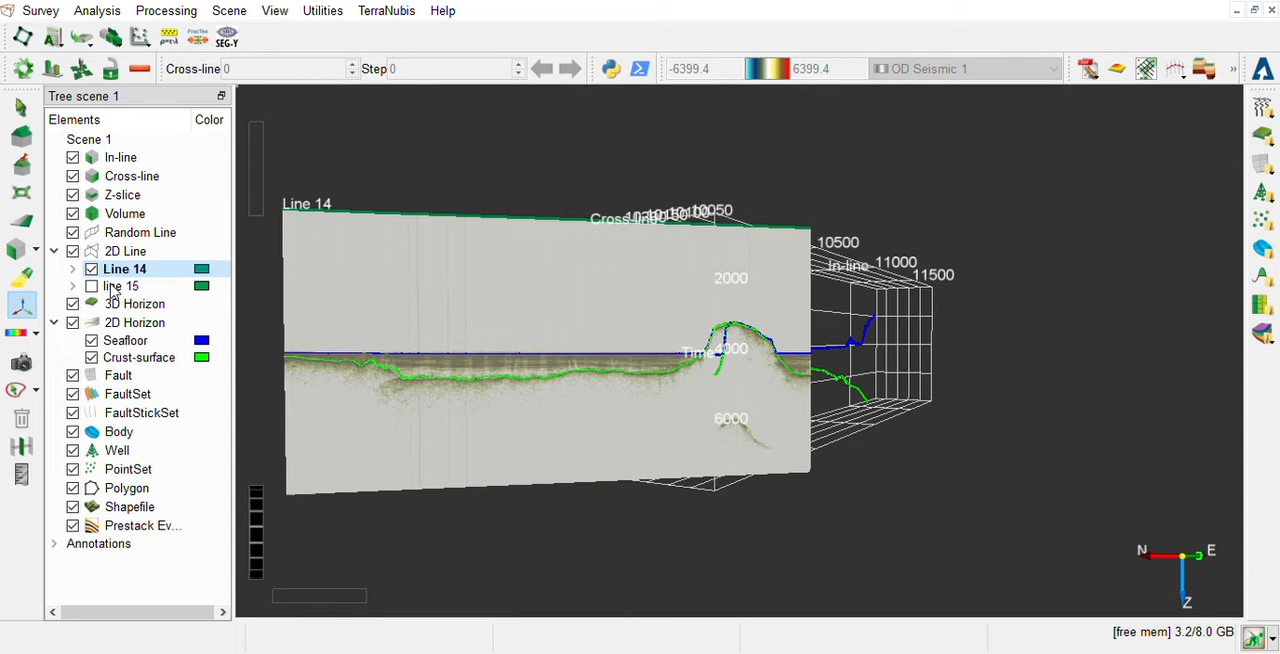 Survey Analysis Processing Scene View Utilities TerraNubis Help
SEG-Y
Cross-line 0 Step 0 -6399.4 6399.4 OD Seismic 1
Tree scene 1
Elements Color
Scene 1
In-line
Cross-line
Z-slice
Volume
Random Line
2D Line
Line 14
line 15
3D Horizon
2D Horizon
Seafloor
Crust-surface
Fault
FaultSet
FaultStickSet
Body
Well
PointSet
Polygon
Shapefile
Prestack Ev...
Annotations
Line 14
10050
10500
In-line 11000
11500
2000
Time 4000
6000
N E
Z
[free mem] 3.2/8.0 GB